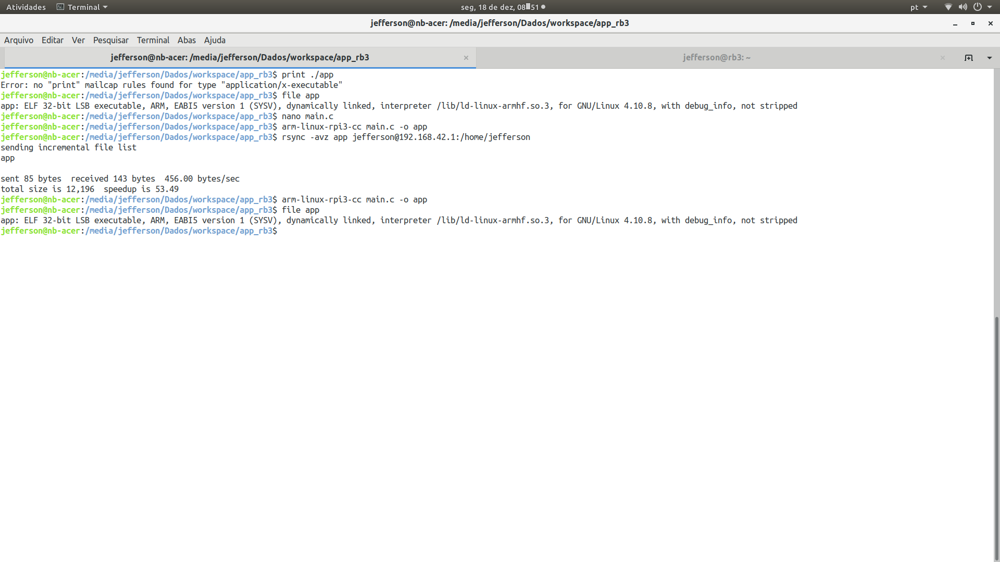 Atividades Terminal seg, 18 de dez, 08 51 pt
jefferson@nb-acer: /media/jefferson/Dados/workspace/app_rb3
Arquivo Editar Ver Pesquisar Terminal Abas Ajuda
jefferson@nb-acer: /media/jefferson/Dados/workspace/app_rb3 jefferson@rb3: ~
jefferson@nb-acer:/media/jefferson/Dados/workspace/app_rb3$ print ./app
Error: no "print" mailcap rules found for type "application/x-executable"
jefferson@nb-acer:/media/jefferson/Dados/workspace/app_rb3$ file app
app: ELF 32-bit LSB executable, ARM, EABI5 version 1 (SYSV), dynamically linked, interpreter /lib/ld-linux-armhf.so.3, for GNU/Linux 4.10.8, with debug_info, not stripped
jefferson@nb-acer:/media/jefferson/Dados/workspace/app_rb3$ nano main.c
jefferson@nb-acer:/media/jefferson/Dados/workspace/app_rb3$ arm-linux-rpi3-cc main.c -o app
jefferson@nb-acer:/media/jefferson/Dados/workspace/app_rb3$ rsync -avz app jefferson@192.168.42.1:/home/jefferson
sending incremental file list
app
sent 85 bytes  received 143 bytes  456.00 bytes/sec
total size is 12,196  speedup is 53.49
jefferson@nb-acer:/media/jefferson/Dados/workspace/app_rb3$ arm-linux-rpi3-cc main.c -o app
jefferson@nb-acer:/media/jefferson/Dados/workspace/app_rb3$ file app
app: ELF 32-bit LSB executable, ARM, EABI5 version 1 (SYSV), dynamically linked, interpreter /lib/ld-linux-armhf.so.3, for GNU/Linux 4.10.8, with debug_info, not stripped
jefferson@nb-acer:/media/jefferson/Dados/workspace/app_rb3$